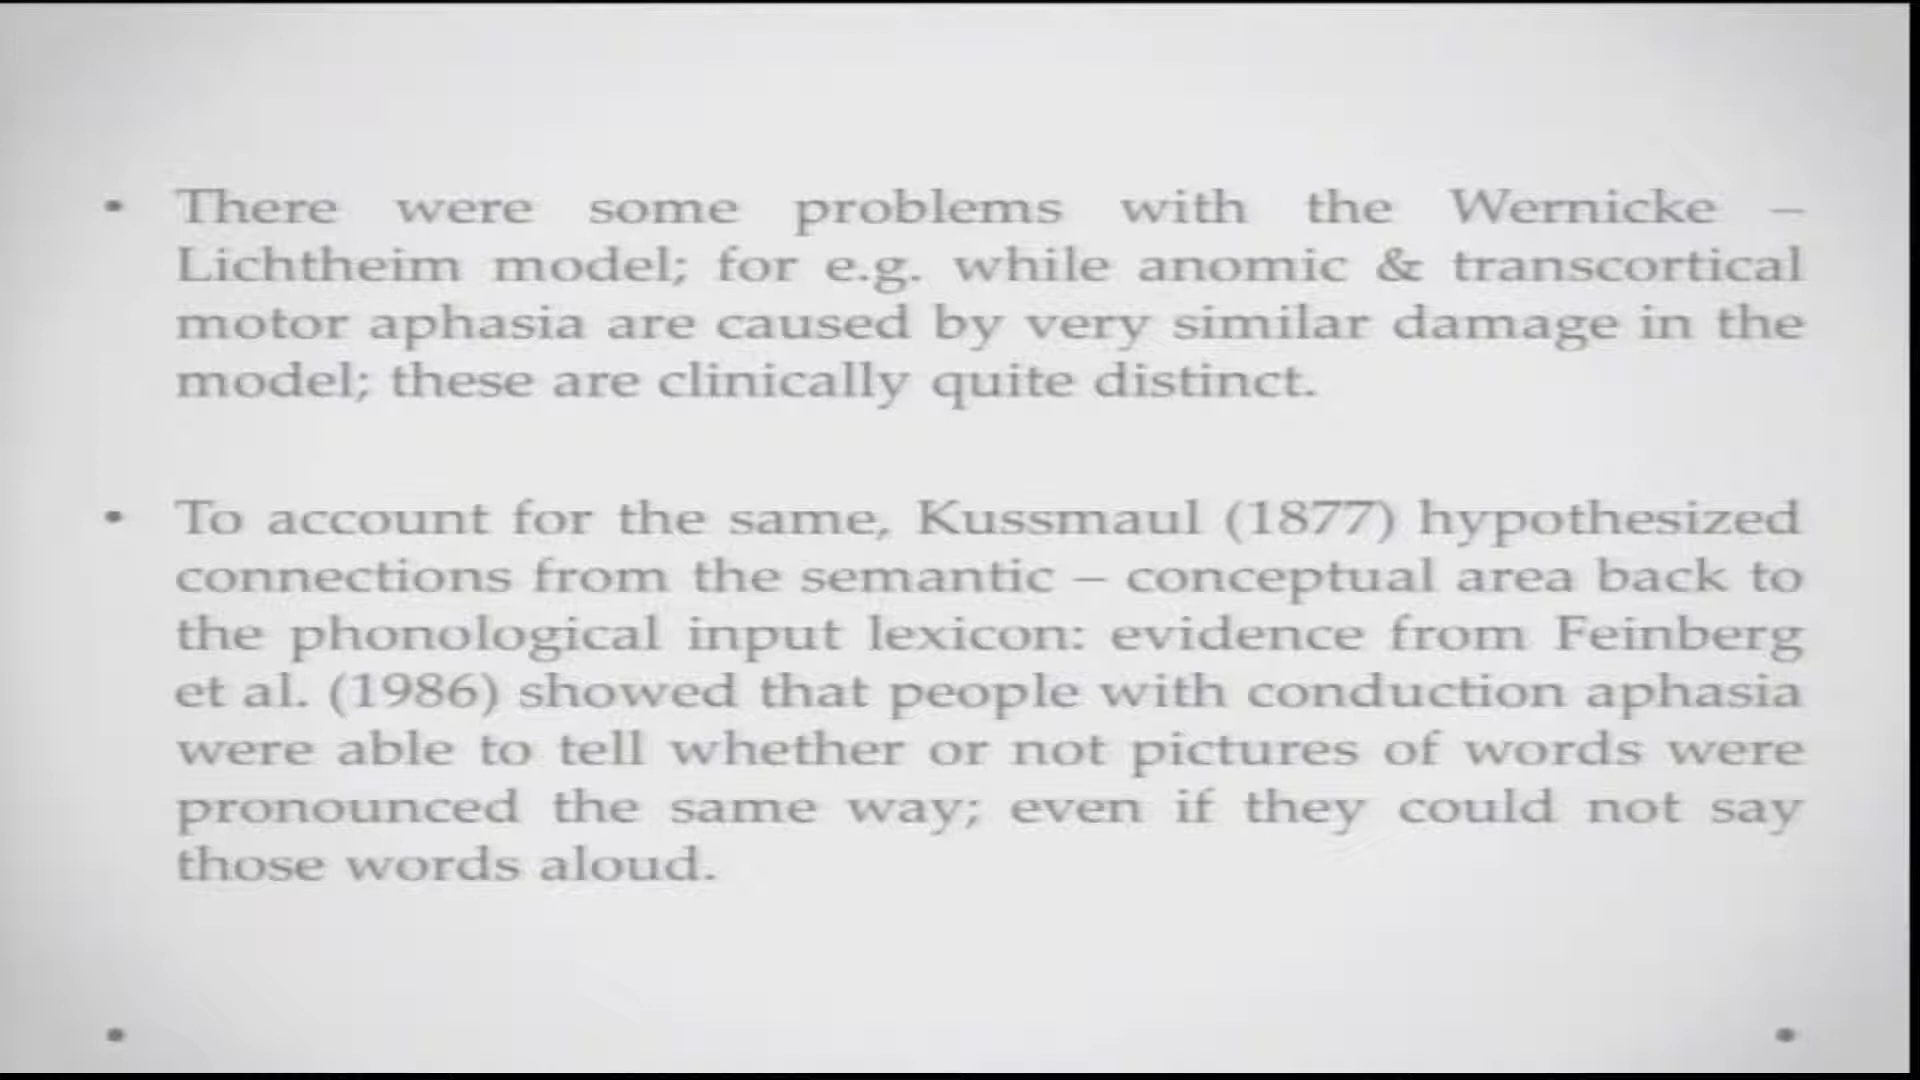 • There were some problems with the Wernicke –
Lichtheim model; for e.g. while anomic & transcortical
motor aphasia are caused by very similar damage in the
model; these are clinically quite distinct.
• To account for the same, Kussmaul (1877) hypothesized
connections from the semantic – conceptual area back to
the phonological input lexicon: evidence from Feinberg
et al. (1986) showed that people with conduction aphasia
were able to tell whether or not pictures of words were
pronounced the same way; even if they could not say
those words aloud.